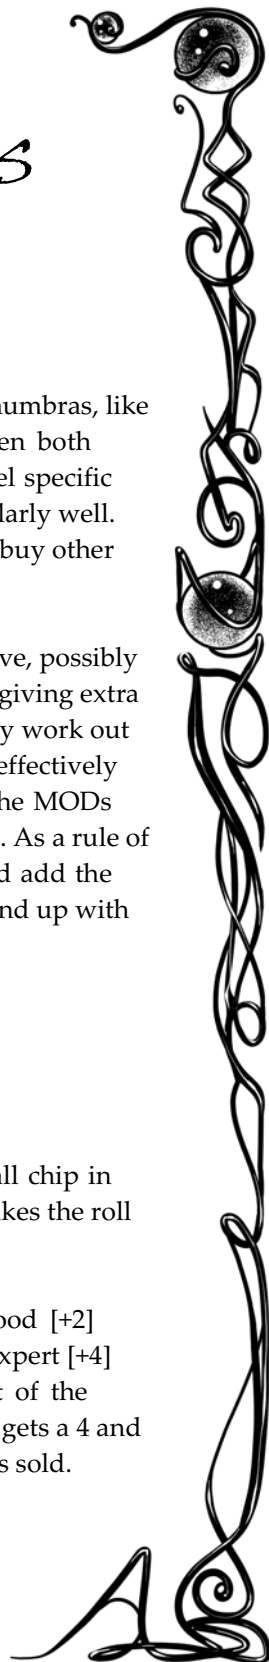 s
numbras, like
en both
el specific
larly well.
buy other
ve, possibly
giving extra
y work out
effectively
he MODs
. As a rule of
d add the
nd up with
ll chip in
kes the roll
ood [+2]
xpert [+4]
t of the
gets a 4 and
s sold.